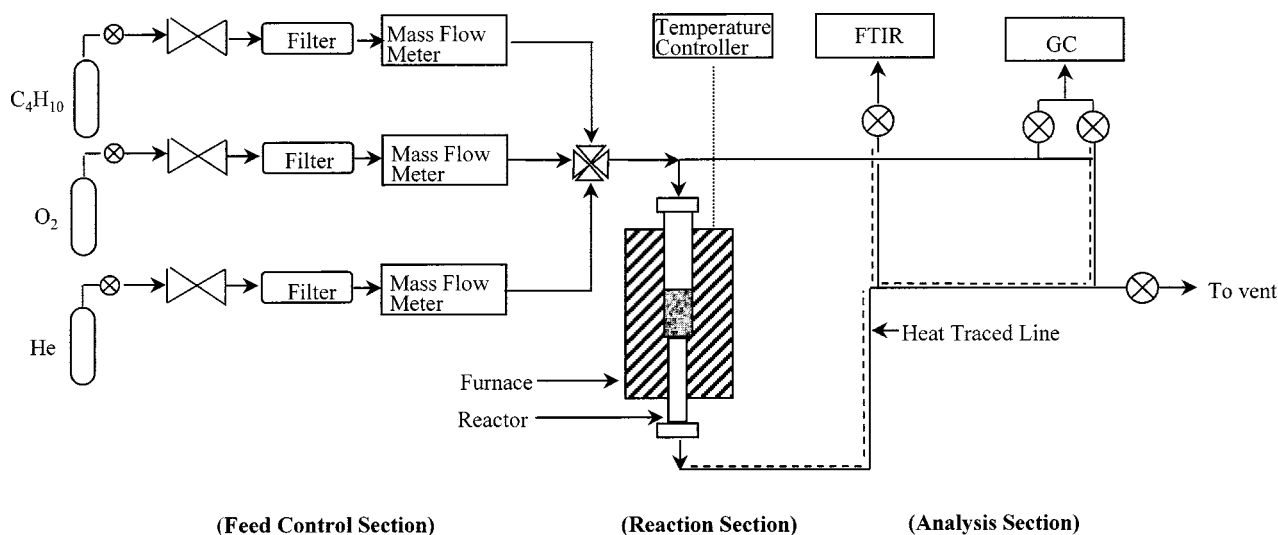 C₄H₁₀
Filter
Mass Flow
Meter
O₂
Filter
Mass Flow
Meter
He
Filter
Mass Flow
Meter
Temperature
Controller
FTIR
GC
To vent
Heat Traced Line
Furnace
Reactor
(Feed Control Section)
(Reaction Section)
(Analysis Section)